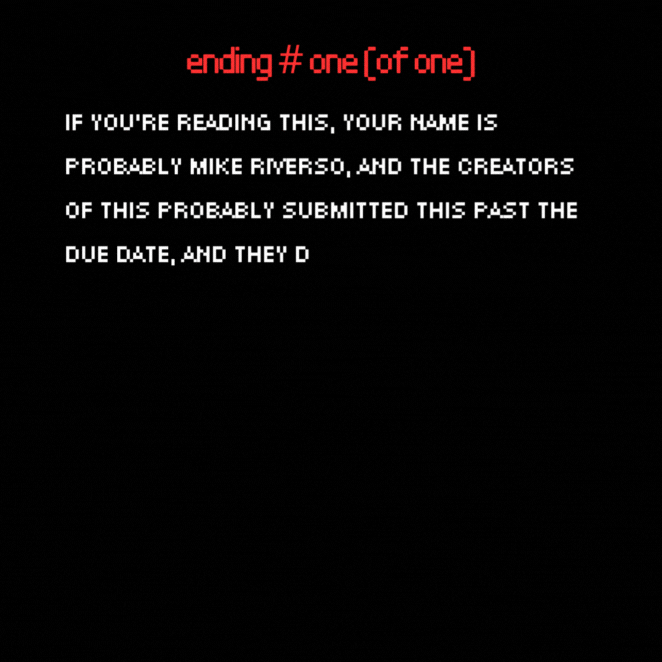 ending # one (of one)
IF YOU'RE READING THIS, YOUR NAME IS
PROBABLY MIKE RIVERSO, AND THE CREATORS
OF THIS PROBABLY SUBMITTED THIS PAST THE
DUE DATE, AND THEY D